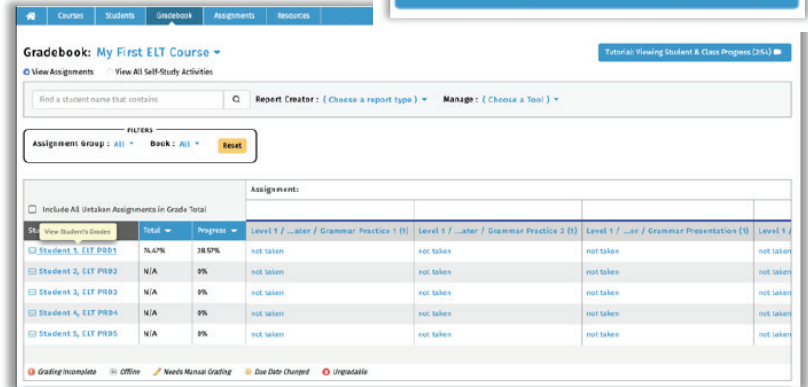 Courses Students Gradebook Assignments Resources
Gradebook: My First ELT Course
Tutorial: Viewing Student & Class Progress (2:54)
View Assignments View All Self-Study Activities
Find a student name that contains Report Creator : ( Choose a report type ) Manage : ( Choose a Tool )
FILTERS
Assignment Group : All Book : All Reset
Assignment:
Include All Untaken Assignments in Grade Total
View Student's Grades Total Progress Level 1 / ...ater / Grammar Practice 1 (1) Level 1 / ...ater / Grammar Practice 2 (1) Level 1 / ...er / Grammar Presentation (1) Level 1 /
Student 1, ELT PRD1 74.47% 28.57% not taken not taken not taken not taken
Student 2, ELT PRD2 N/A 0% not taken not taken not taken not taken
Student 3, ELT PRD3 N/A 0% not taken not taken not taken not taken
Student 4, ELT PRD4 N/A 0% not taken not taken not taken not taken
Student 5, ELT PRD5 N/A 0% not taken not taken not taken not taken
Grading Incomplete Offline Needs Manual Grading Due Date Changed Ungradable